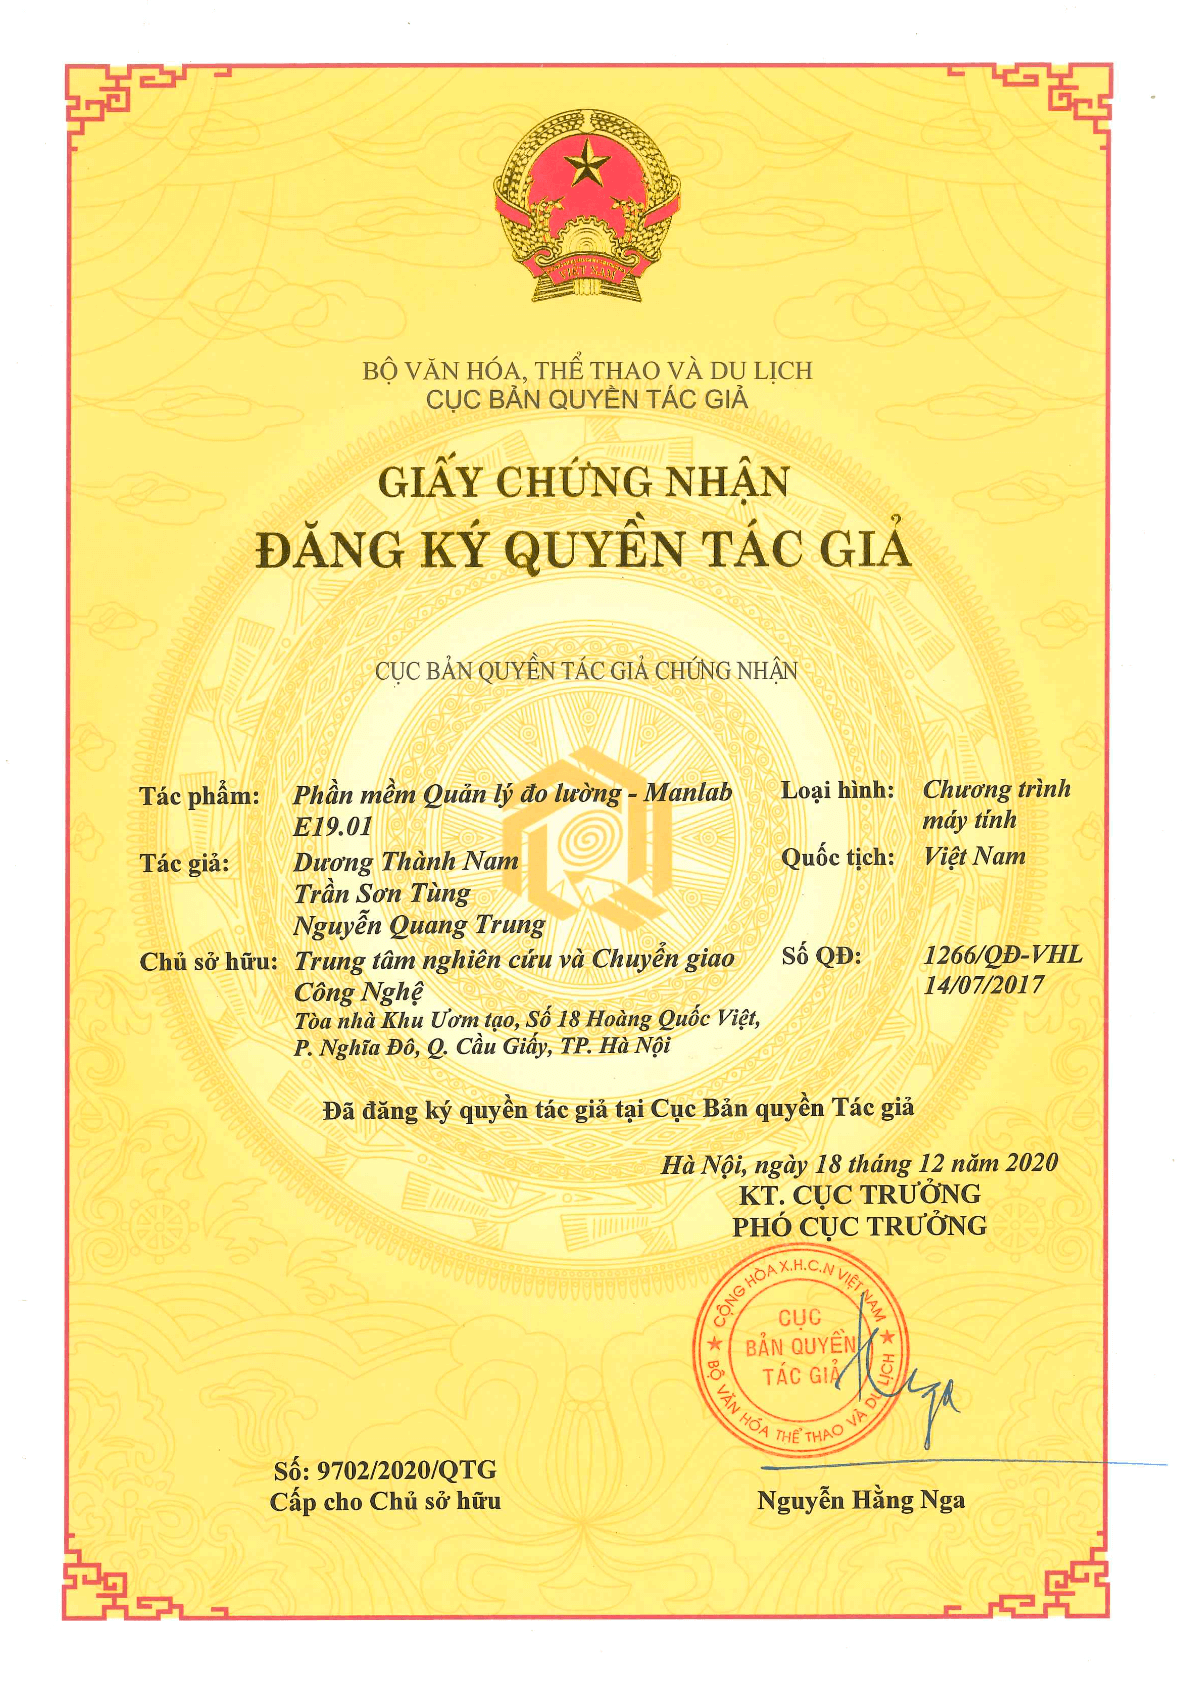 VIỆT NAM
BỘ VĂN HÓA, THỂ THAO VÀ DU LỊCH
CỤC BẢN QUYỀN TÁC GIẢ
GIẤY CHỨNG NHẬN
ĐĂNG KÝ QUYỀN TÁC GIẢ
CỤC BẢN QUYỀN TÁC GIẢ CHỨNG NHẬN
Tác phẩm: Phần mềm Quản lý đo lường - Manlab
E19.01
Loại hình: Chương trình
máy tính
Tác giả: Dương Thành Nam
Trần Sơn Tùng
Nguyễn Quang Trung
Quốc tịch: Việt Nam
Chủ sở hữu: Trung tâm nghiên cứu và Chuyển giao
Công Nghệ
Tòa nhà Khu Ươm tạo, Số 18 Hoàng Quốc Việt,
P. Nghĩa Đô, Q. Cầu Giấy, TP. Hà Nội
Số QĐ: 1266/QĐ-VHL
14/07/2017
Đã đăng ký quyền tác giả tại Cục Bản quyền Tác giả
Hà Nội, ngày 18 tháng 12 năm 2020
KT. CỤC TRƯỞNG
PHÓ CỤC TRƯỞNG
CỘNG HÒA X.H.C.N VIỆT NAM
CỤC
BẢN QUYỀN
TÁC GIẢ
BỘ VĂN HÓA THỂ THAO VÀ DU LỊCH
Nga
Số: 9702/2020/QTG
Cấp cho Chủ sở hữu
Nguyễn Hằng Nga